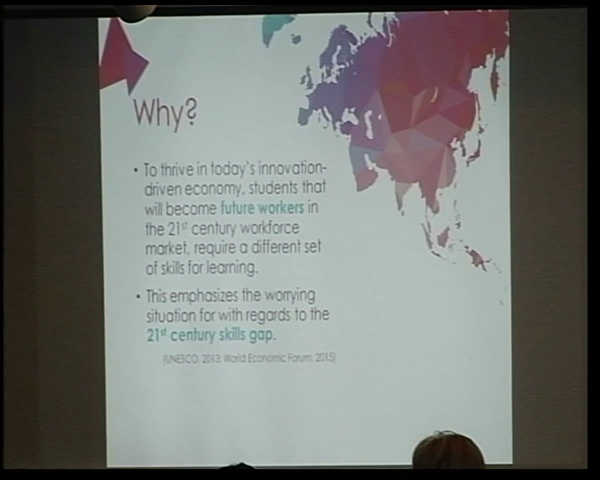 Why?
• To thrive in today's innovation-
driven economy, students that
will become future workers in
the 21st century workforce
market, require a different set
of skills for learning.
• This emphasizes the worrying
situation for with regards to the
21st century skills gap.
(UNESCO, 2013; World Economic Forum, 2015)